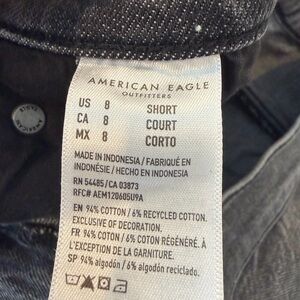 AMERICAN EAGLE
OUTFITTERS
US 8 SHORT
CA 8 COURT
MX 8 CORTO
MADE IN INDONESIA / FABRIQUÉ EN
INDONÉSIE / HECHO EN INDONESIA
RN 54485/CA 03873
RFC# AEM120605U9A
EN 94% COTTON / 6% RECYCLED COTTON.
EXCLUSIVE OF DECORATION.
FR 94% COTON / 6% COTON RÉGÉNÉRÉ. À
L'EXCEPTION DE LA GARNITURE.
SP 94% algodón / 6% algodón reciclado.